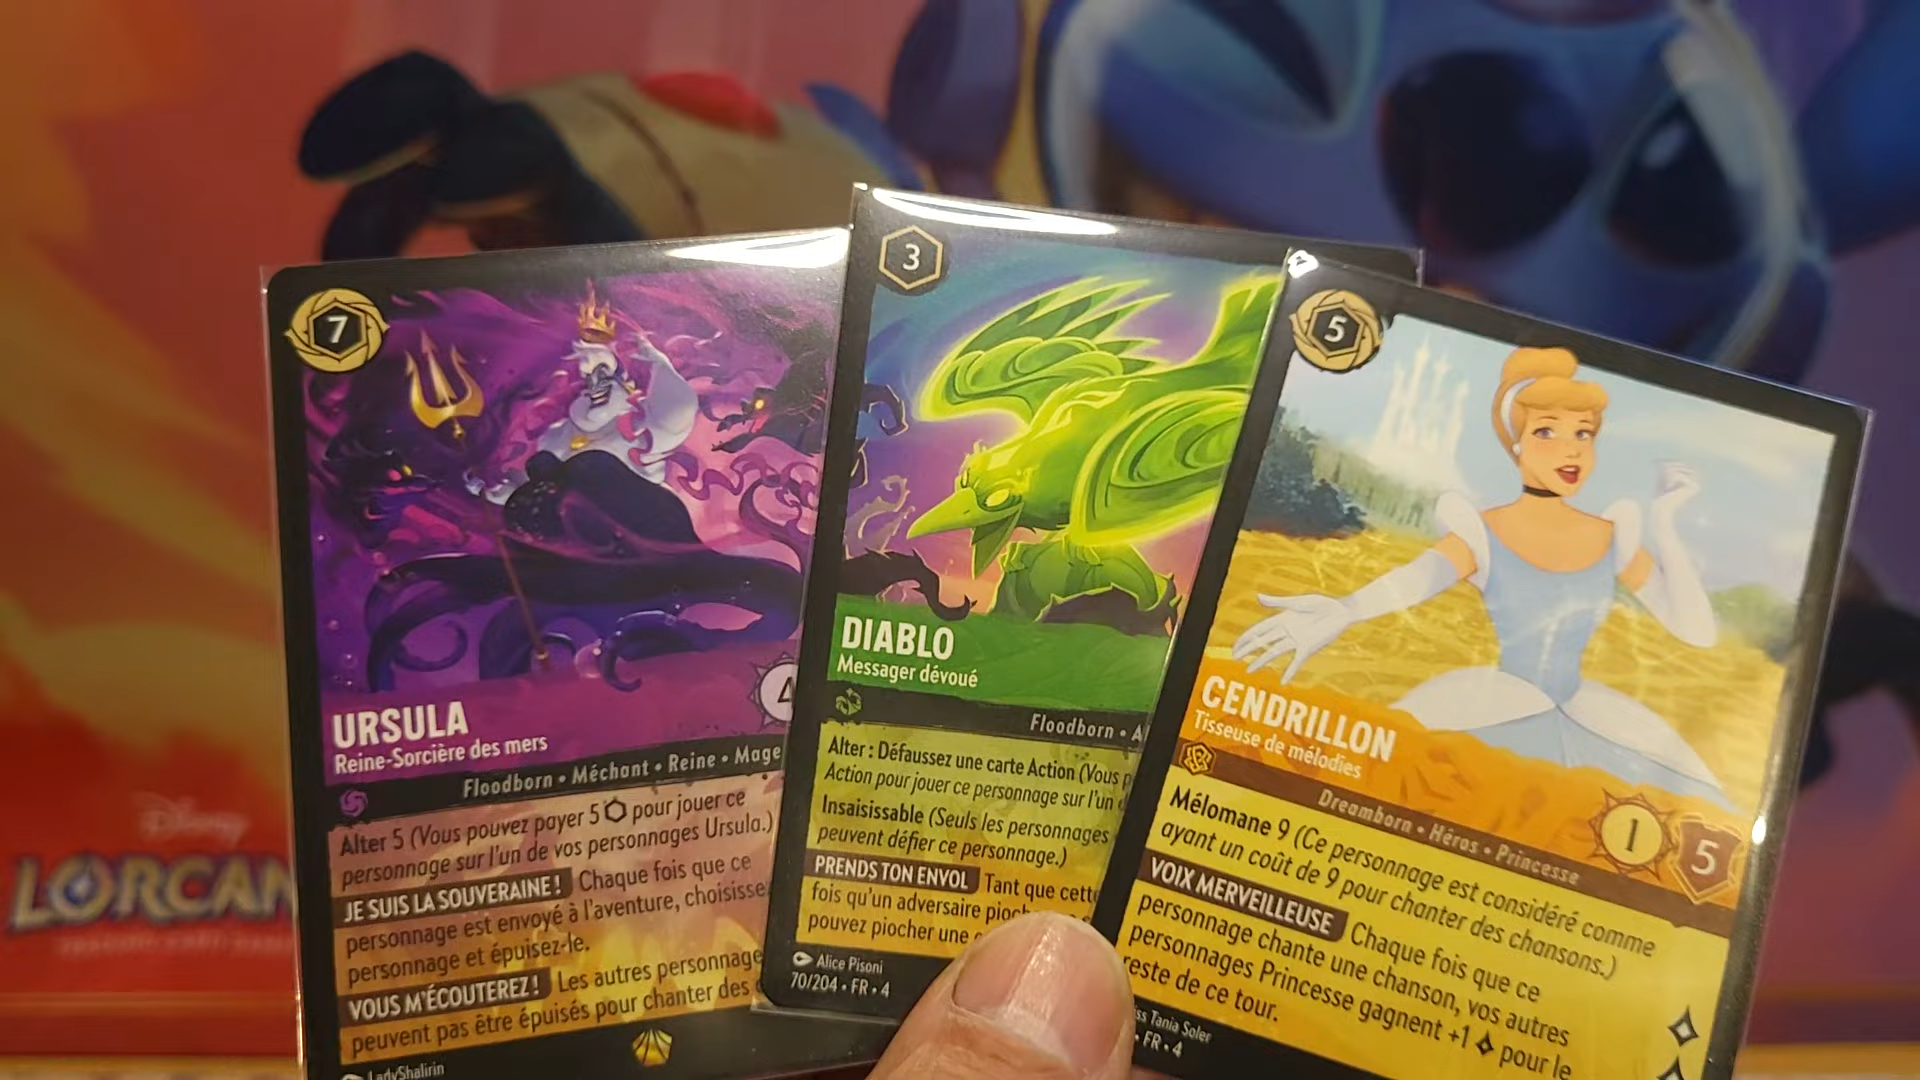 Disney
LORCAN
7
URSULA
Reine-Sorcière des mers
4
Floodborn • Méchant • Reine • Mage
Alter 5 (Vous pouvez payer 5 pour jouer ce
personnage sur l'un de vos personnages Ursula.)
JE SUIS LA SOUVERAINE ! Chaque fois que ce
personnage est envoyé à l'aventure, choisisse
personnage et épuisez-le.
VOUS M'ÉCOUTEREZ ! Les autres personnage
peuvent pas être épuisés pour chanter des
LadyShalirin
3
DIABLO
Messager dévoué
Floodborn • A
Alter : Défaussez une carte Action (Vous p
Action pour jouer ce personnage sur l'un
Insaisissable (Seuls les personnages
peuvent défier ce personnage.)
PRENDS TON ENVOL Tant que cett
fois qu'un adversaire pioch
pouvez piocher une
Alice Pisoni
70/204 • FR • 4
5
CENDRILLON
Tisseuse de mélodies
Dreamborn • Héros • Princesse
1 5
Mélomane 9 (Ce personnage est considéré comme
ayant un coût de 9 pour chanter des chansons.)
VOIX MERVEILLEUSE Chaque fois que ce
personnage chante une chanson, vos autres
personnages Princesse gagnent +1 pour le
reste de ce tour.
ss Tania Soler
• FR • 4